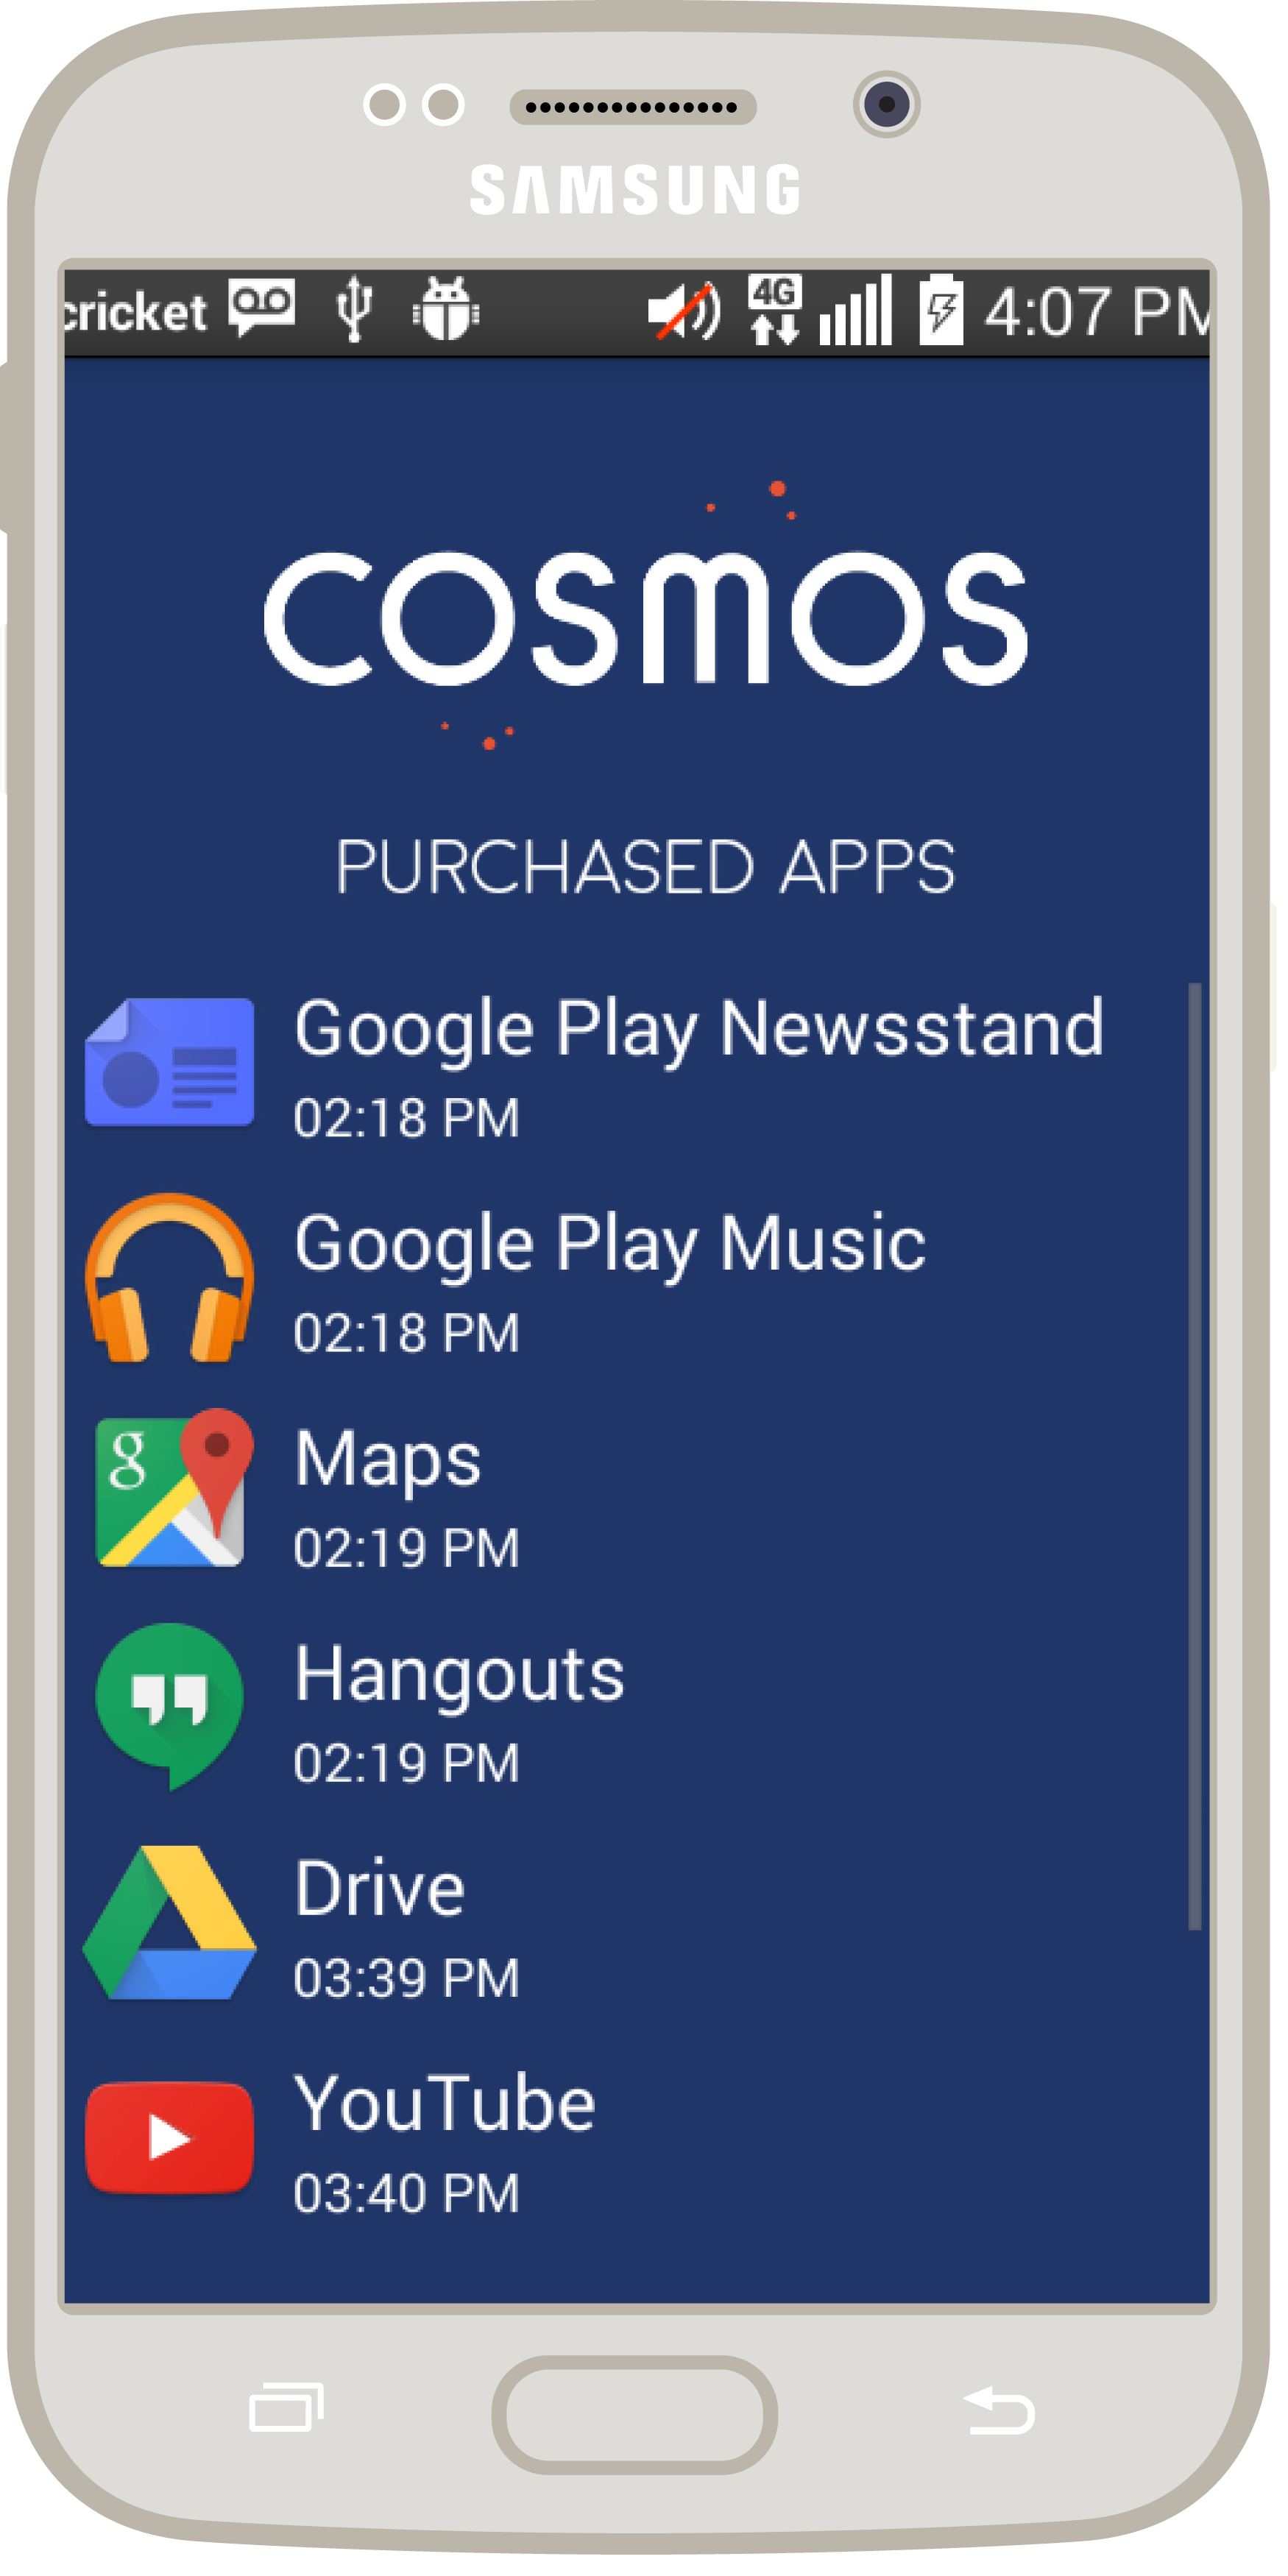 SAMSUNG
cricket 4G 4:07 PM
COSMOS
PURCHASED APPS
Google Play Newsstand
02:18 PM
Google Play Music
02:18 PM
g
Maps
02:19 PM
Hangouts
02:19 PM
Drive
03:39 PM
YouTube
03:40 PM